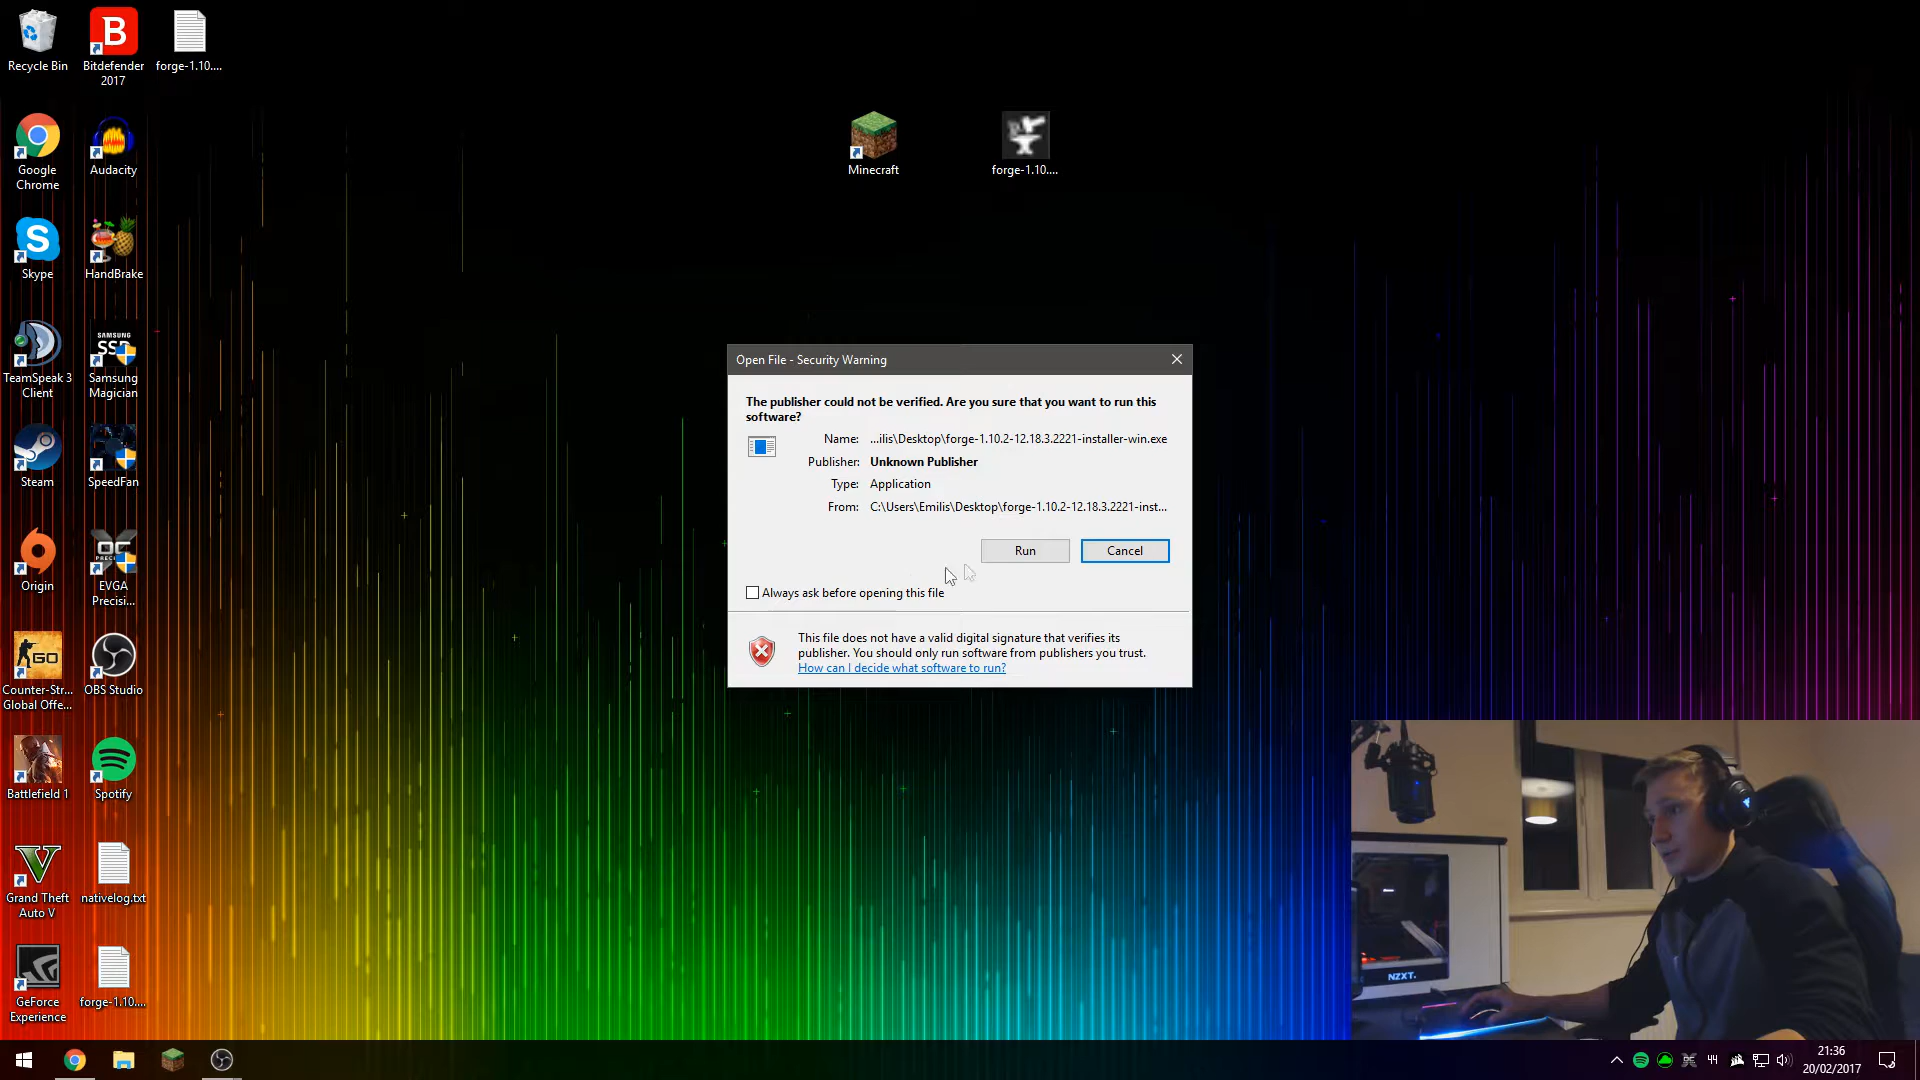 Recycle Bin
Bitdefender
2017
forge-1.10....
Google
Chrome
Audacity
Minecraft
forge-1.10....
Skype
HandBrake
TeamSpeak 3
Client
SAMSUNG
SSD
Samsung
Magician
Steam
SpeedFan
Origin
EVGA
Precisi...
Counter-Str...
Global Offe...
OBS Studio
Battlefield 1
Spotify
Grand Theft
Auto V
nativelog.txt
GeForce
Experience
forge-1.10....
Open File - Security Warning
The publisher could not be verified. Are you sure that you want to run this
software?
Name: ...ilis\Desktop\forge-1.10.2-12.18.3.2221-installer-win.exe
Publisher: Unknown Publisher
Type: Application
From: C:\Users\Emilis\Desktop\forge-1.10.2-12.18.3.2221-inst...
Run
Cancel
Always ask before opening this file
This file does not have a valid digital signature that verifies its
publisher. You should only run software from publishers you trust.
How can I decide what software to run?
NZXT.
44
21:36
20/02/2017